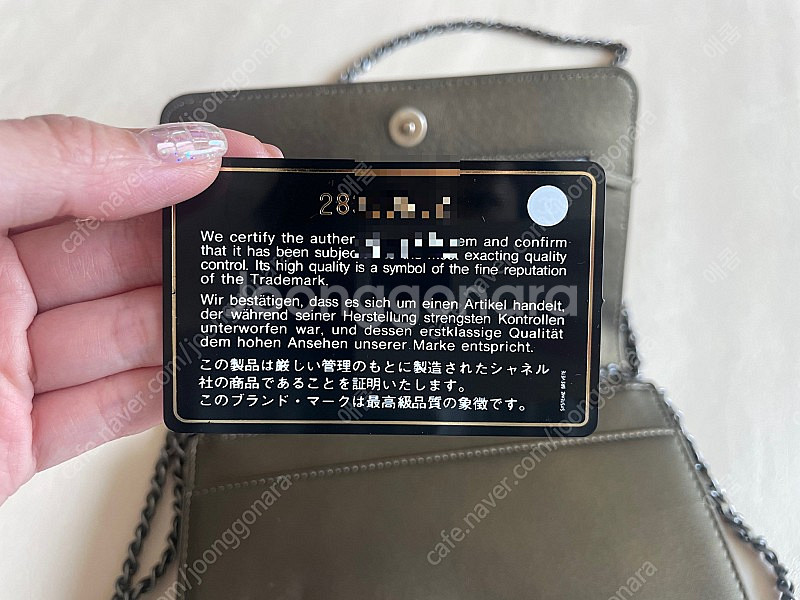 28
We certify the authen em and confirm
that it has been subjec most exacting quality
control. Its high quality is a symbol of the fine reputation
of the Trademark.
Wir bestätigen, dass es sich um einen Artikel handelt,
der während seiner Herstellung strengsten Kontrollen
unterworfen war, und dessen erstklassige Qualität
dem hohen Ansehen unserer Marke entspricht.
この製品は厳しい管理のもとに製造されたシャネル
社の商品であることを証明いたします。
このブランド・マークは最高級品質の象徴です。
joonggonara
cafe.naver.com/joonggonara